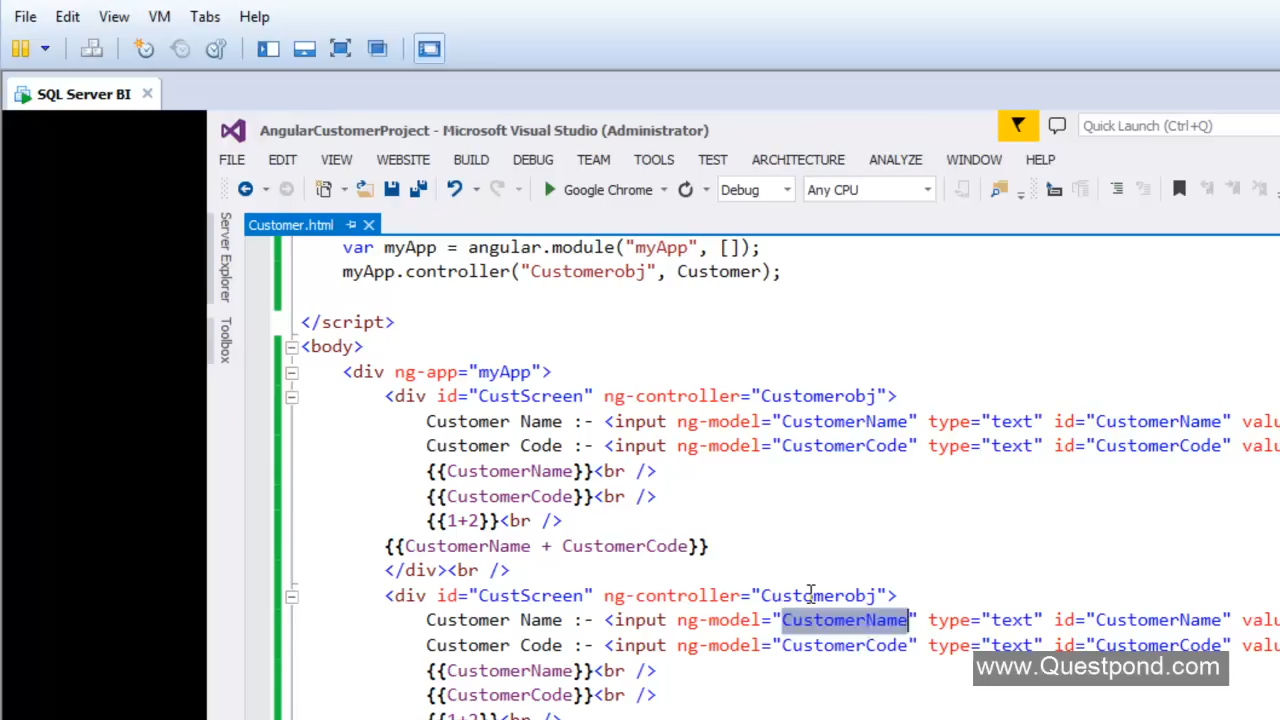 File Edit View VM Tabs Help
SQL Server BI
AngularCustomerProject - Microsoft Visual Studio (Administrator)
Quick Launch (Ctrl+Q)
FILE EDIT VIEW WEBSITE BUILD DEBUG TEAM TOOLS TEST ARCHITECTURE ANALYZE WINDOW HELP
Google Chrome Debug Any CPU
Server Explorer
Toolbox
Customer.html
var myApp = angular.module("myApp", []);
myApp.controller("Customerobj", Customer);
</script>
<body>
<div ng-app="myApp">
<div id="CustScreen" ng-controller="Customerobj">
Customer Name :- <input ng-model="CustomerName" type="text" id="CustomerName" valu
Customer Code :- <input ng-model="CustomerCode" type="text" id="CustomerCode" valu
{{CustomerName}}<br />
{{CustomerCode}}<br />
{{1+2}}<br />
{{CustomerName + CustomerCode}}
</div><br />
<div id="CustScreen" ng-controller="Customerobj">
Customer Name :- <input ng-model="CustomerName" type="text" id="CustomerName" valu
Customer Code :- <input ng-model="CustomerCode" type="text" id="CustomerCode" valu
{{CustomerName}}<br />
{{CustomerCode}}<br />
{{1+2}}<br />
www.Questpond.com